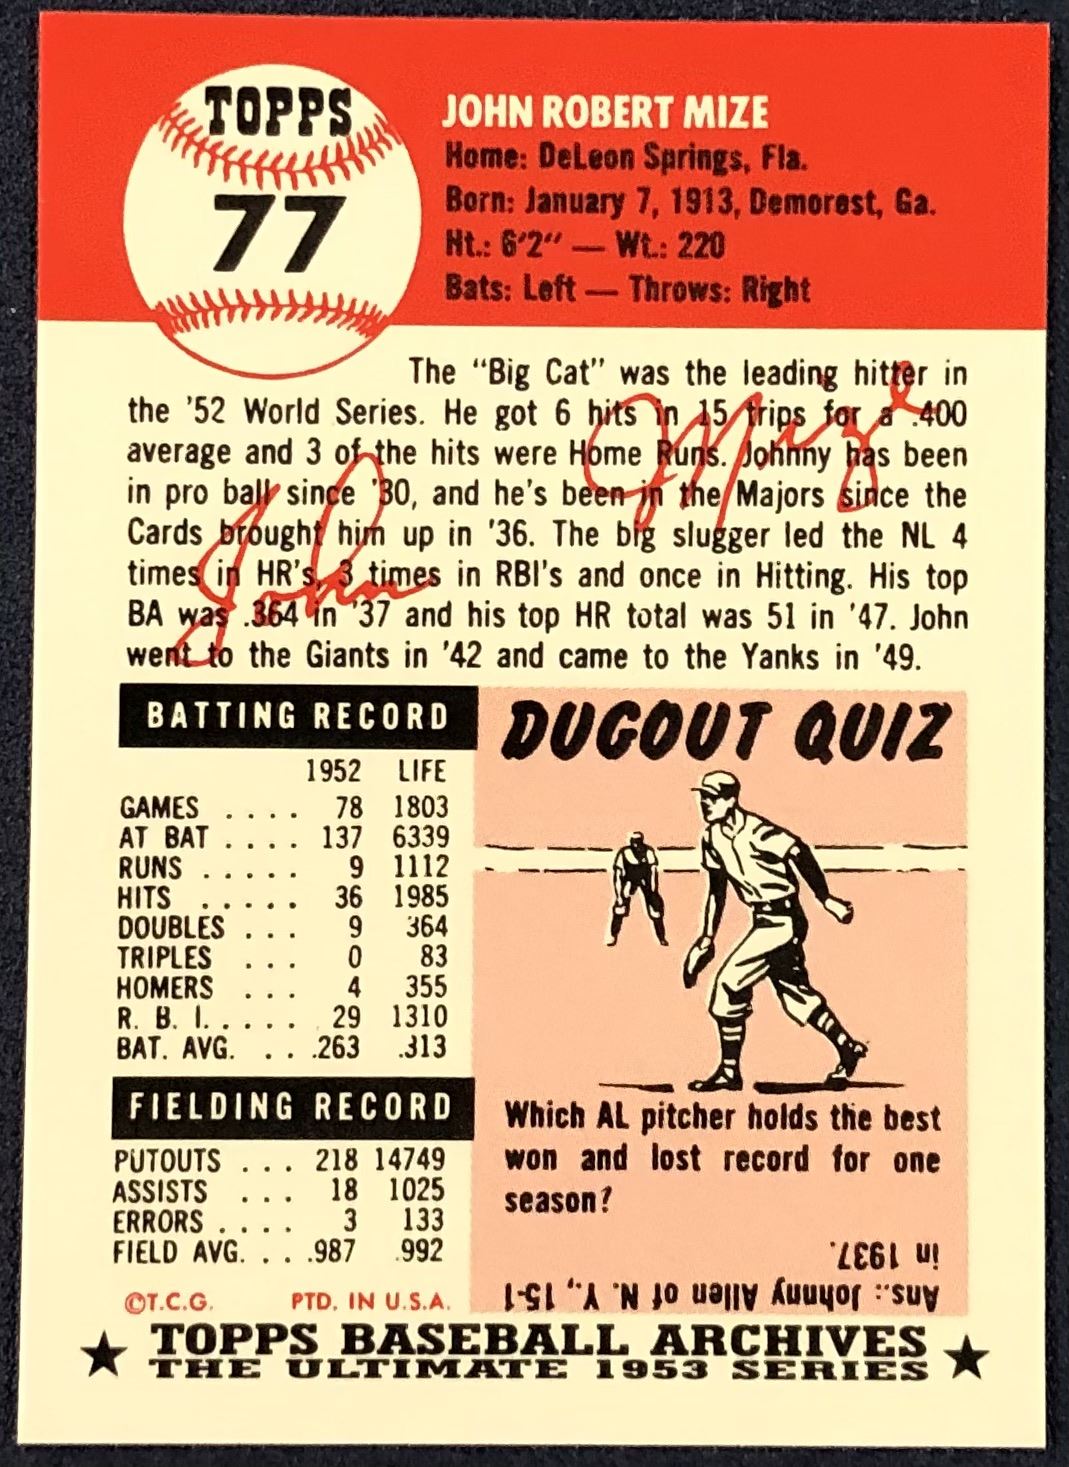 TOPPS
77
JOHN ROBERT MIZE
Home: DeLeon Springs, Fla.
Born: January 7, 1913, Demorest, Ga.
Ht.: 6'2" — Wt.: 220
Bats: Left — Throws: Right
The "Big Cat" was the leading hitter in
the '52 World Series. He got 6 hits in 15 trips for a .400
average and 3 of the hits were Home Runs. Johnny has been
in pro ball since '30, and he's been in the Majors since the
Cards brought him up in '36. The big slugger led the NL 4
times in HR's, 3 times in RBI's and once in Hitting. His top
BA was .364 in '37 and his top HR total was 51 in '47. John
went to the Giants in '42 and came to the Yanks in '49.
John Mize
BATTING RECORD
1952 LIFE
GAMES . . . . 78 1803
AT BAT . . . . 137 6339
RUNS . . . . . 9 1112
HITS . . . . . 36 1985
DOUBLES . . . 9 364
TRIPLES . . . 0 83
HOMERS . . . 4 355
R. B. I. . . . . 29 1310
BAT. AVG. . . .263 .313
FIELDING RECORD
PUTOUTS . . . 218 14749
ASSISTS . . . 18 1025
ERRORS . . . . 3 133
FIELD AVG. . . .987 .992
©T.C.G. PTD. IN U.S.A.
DUGOUT QUIZ
Which AL pitcher holds the best
won and lost record for one
season?
Ans.: Johnny Allen of N. Y., 15-1
in 1937.
TOPPS BASEBALL ARCHIVES
THE ULTIMATE 1953 SERIES